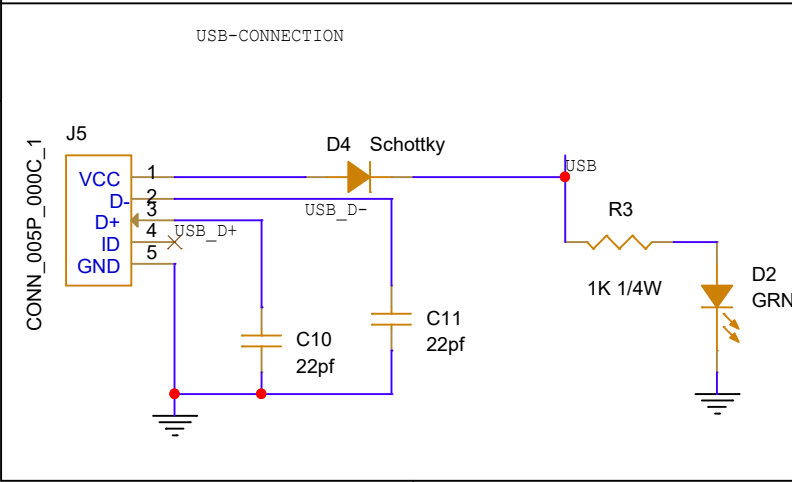 USB-CONNECTION
J5
CONN_005P_000C_1
VCC
1
D-
2
D+
3
ID
4
GND
5
D4 Schottky
USB
USB_D-
USB_D+
R3
1K 1/4W
D2
GRN
C10
22pf
C11
22pf